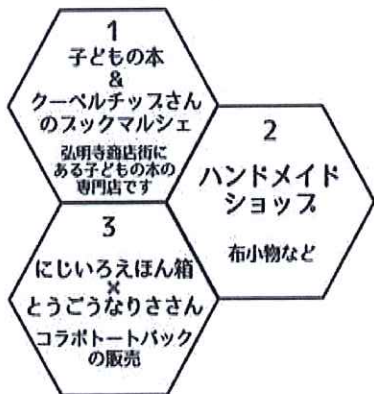 1
子どもの本
&
クーベルチップさん
のブックマルシェ
弘明寺商店街に
ある子どもの本の
専門店です
2
ハンドメイド
ショップ
布小物など
3
にじいろえほん箱
×
とうごうなりささん
コラボトートバック
の販売